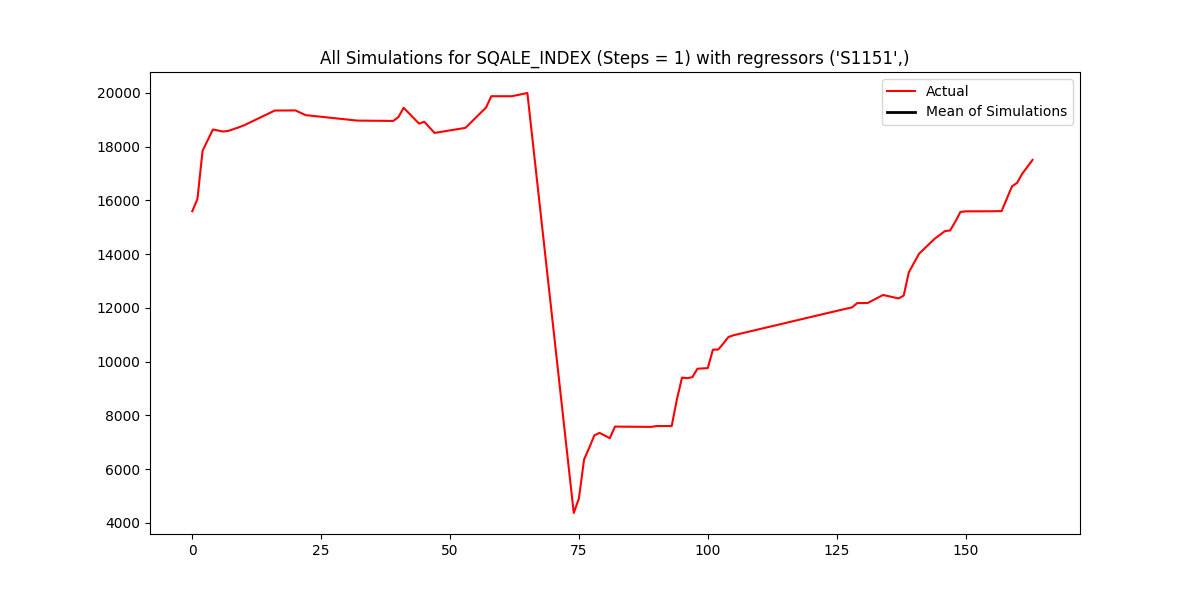 All Simulations for SQALE_INDEX (Steps = 1) with regressors ('S1151',)
Actual
Mean of Simulations
20000
18000
16000
14000
12000
10000
8000
6000
4000
0 25 50 75 100 125 150